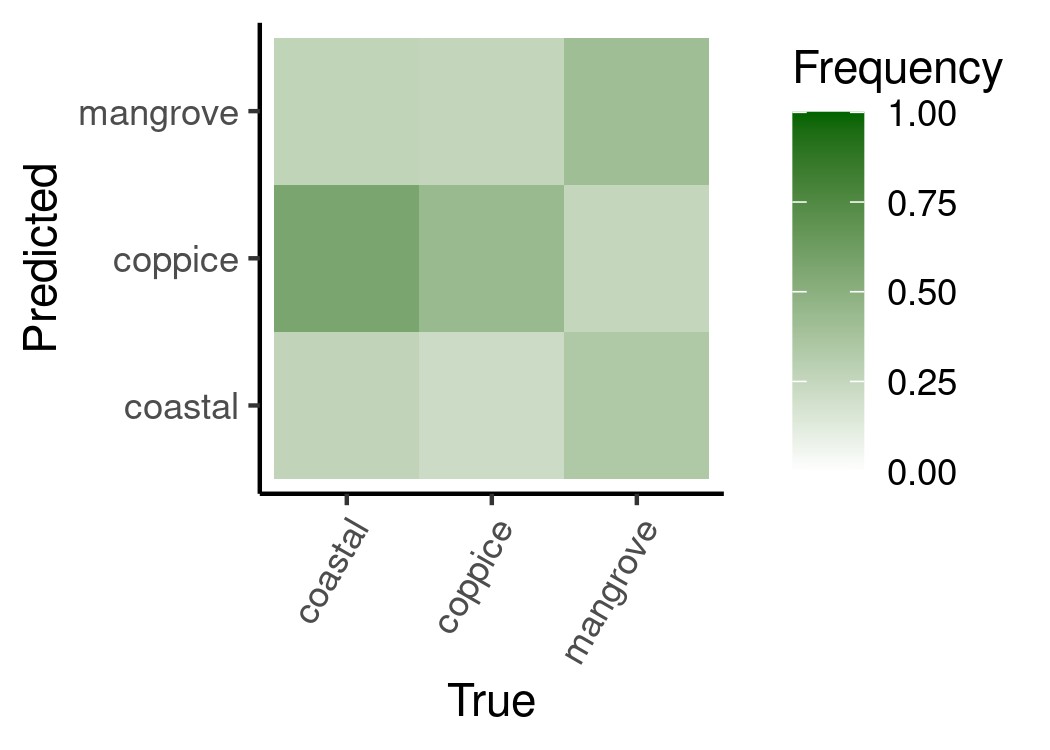 Predicted
mangrove
coppice
coastal
coastal
coppice
mangrove
True
Frequency
1.00
0.75
0.50
0.25
0.00